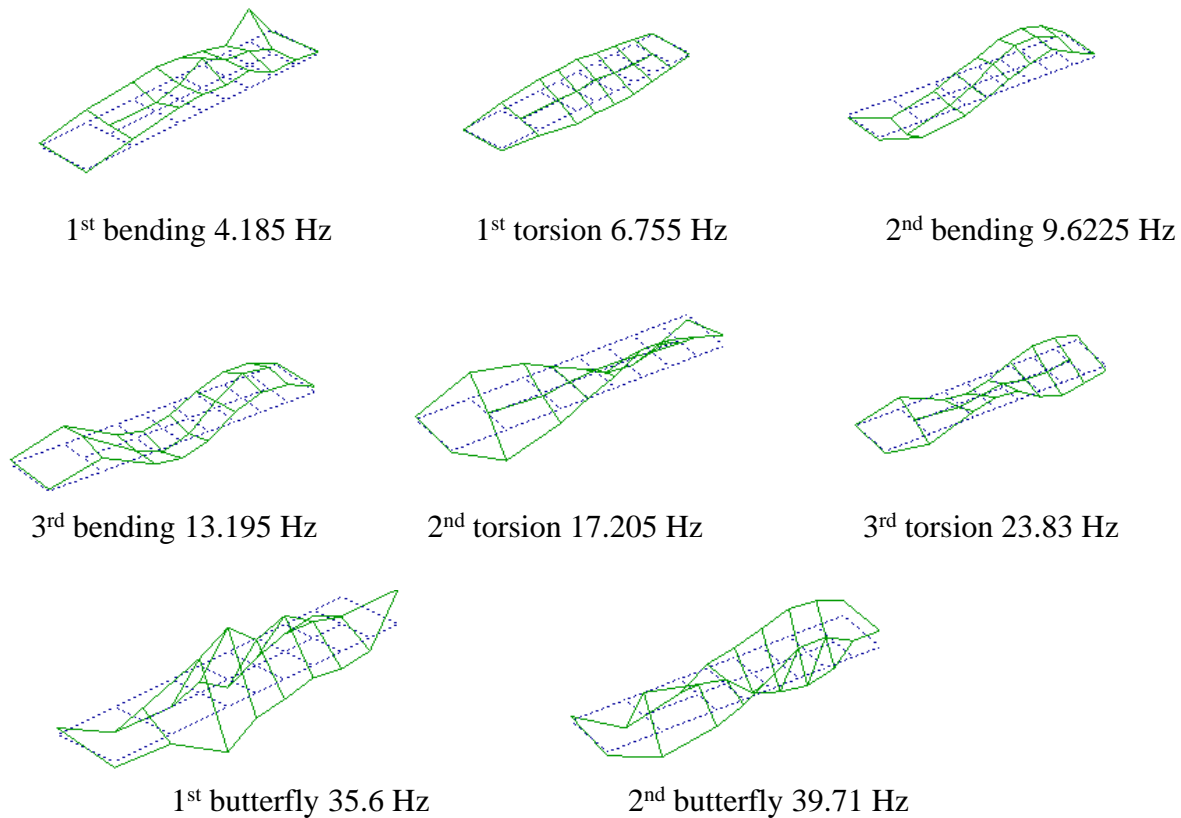 1st bending 4.185 Hz
1st torsion 6.755 Hz
2nd bending 9.6225 Hz
3rd bending 13.195 Hz
2nd torsion 17.205 Hz
3rd torsion 23.83 Hz
1st butterfly 35.6 Hz
2nd butterfly 39.71 Hz